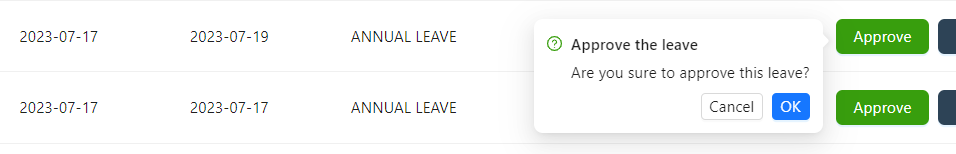 2023-07-17 2023-07-19 ANNUAL LEAVE Approve
Approve the leave
Are you sure to approve this leave?
Cancel OK
2023-07-17 2023-07-17 ANNUAL LEAVE Approve